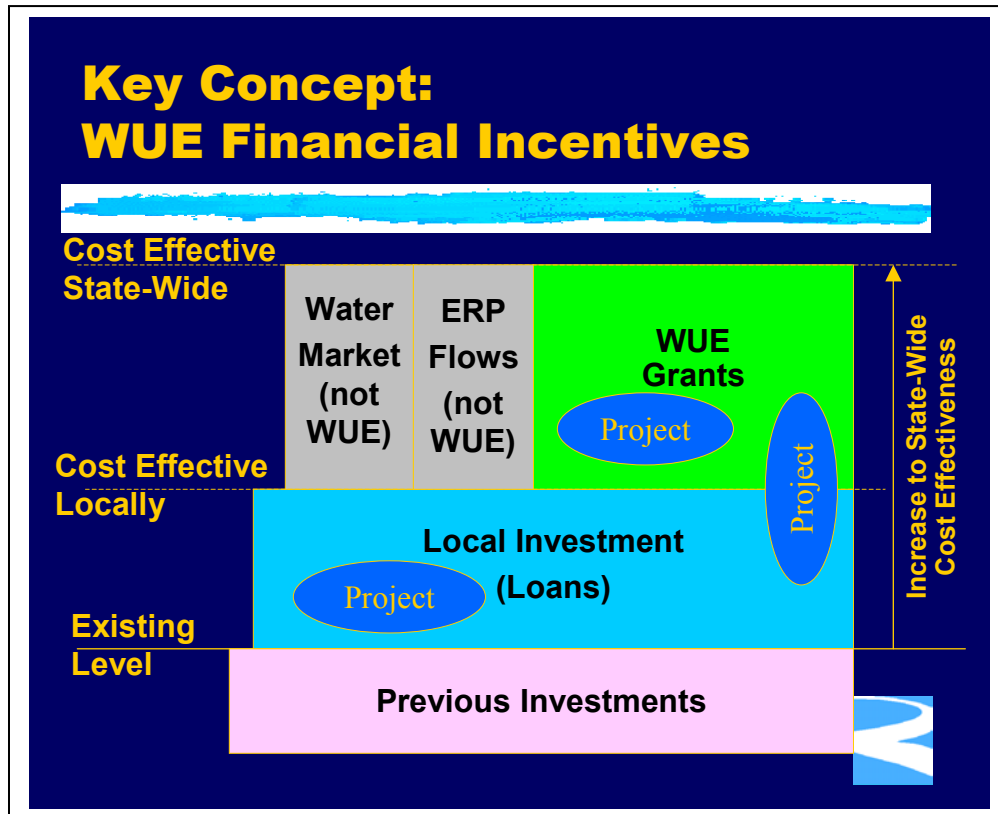 Key Concept:
WUE Financial Incentives
Cost Effective
State-Wide
Water
Market
(not
WUE)
ERP
Flows
(not
WUE)
WUE
Grants
Project
Project
Increase to State-Wide
Cost Effectiveness
Cost Effective
Locally
Local Investment
(Loans)
Project
Existing
Level
Previous Investments